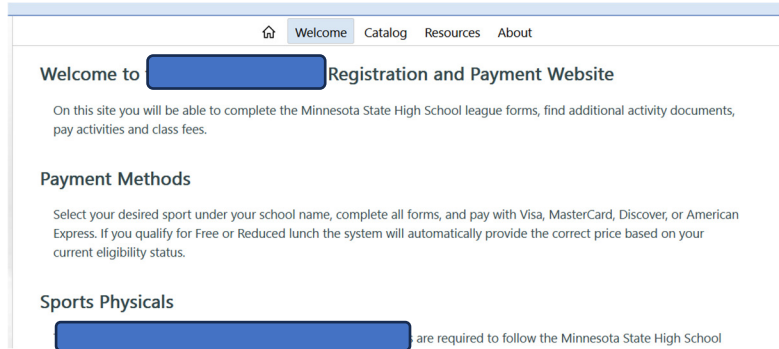 Welcome Catalog Resources About
Welcome to Registration and Payment Website
On this site you will be able to complete the Minnesota State High School league forms, find additional activity documents,
pay activities and class fees.
Payment Methods
Select your desired sport under your school name, complete all forms, and pay with Visa, MasterCard, Discover, or American
Express. If you qualify for Free or Reduced lunch the system will automatically provide the correct price based on your
current eligibility status.
Sports Physicals
are required to follow the Minnesota State High School